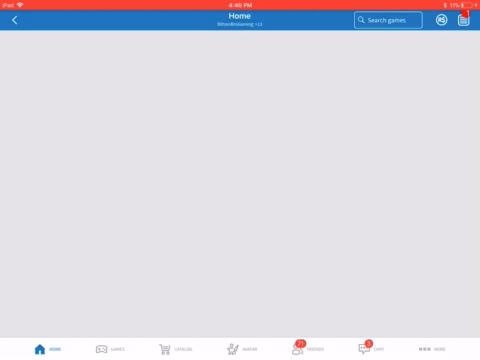 iPad 4:40 PM 11%
Home
Search games
R$
HOME GAMES CATALOG AVATAR 71 FRIENDS 3 CHAT MORE